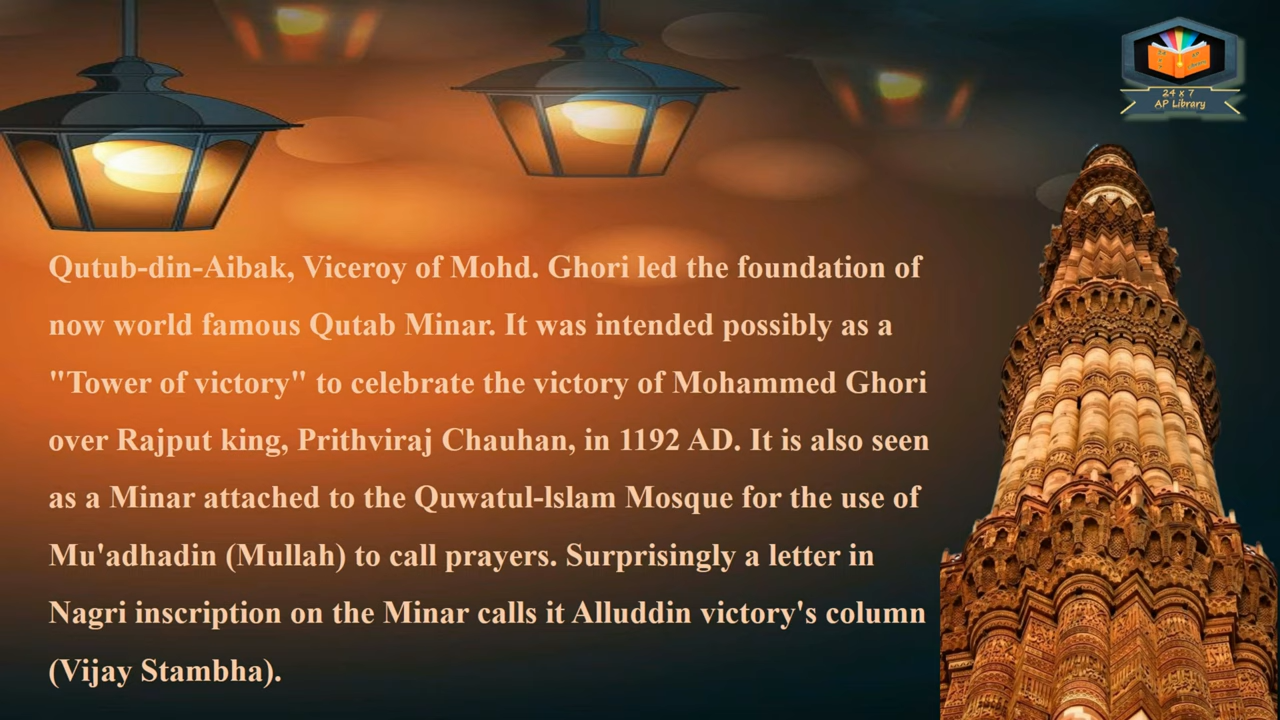 24 x 7
AP Library
Qutub-din-Aibak, Viceroy of Mohd. Ghori led the foundation of
now world famous Qutab Minar. It was intended possibly as a
"Tower of victory" to celebrate the victory of Mohammed Ghori
over Rajput king, Prithviraj Chauhan, in 1192 AD. It is also seen
as a Minar attached to the Quwatul-lslam Mosque for the use of
Mu'adhadin (Mullah) to call prayers. Surprisingly a letter in
Nagri inscription on the Minar calls it Alluddin victory's column
(Vijay Stambha).